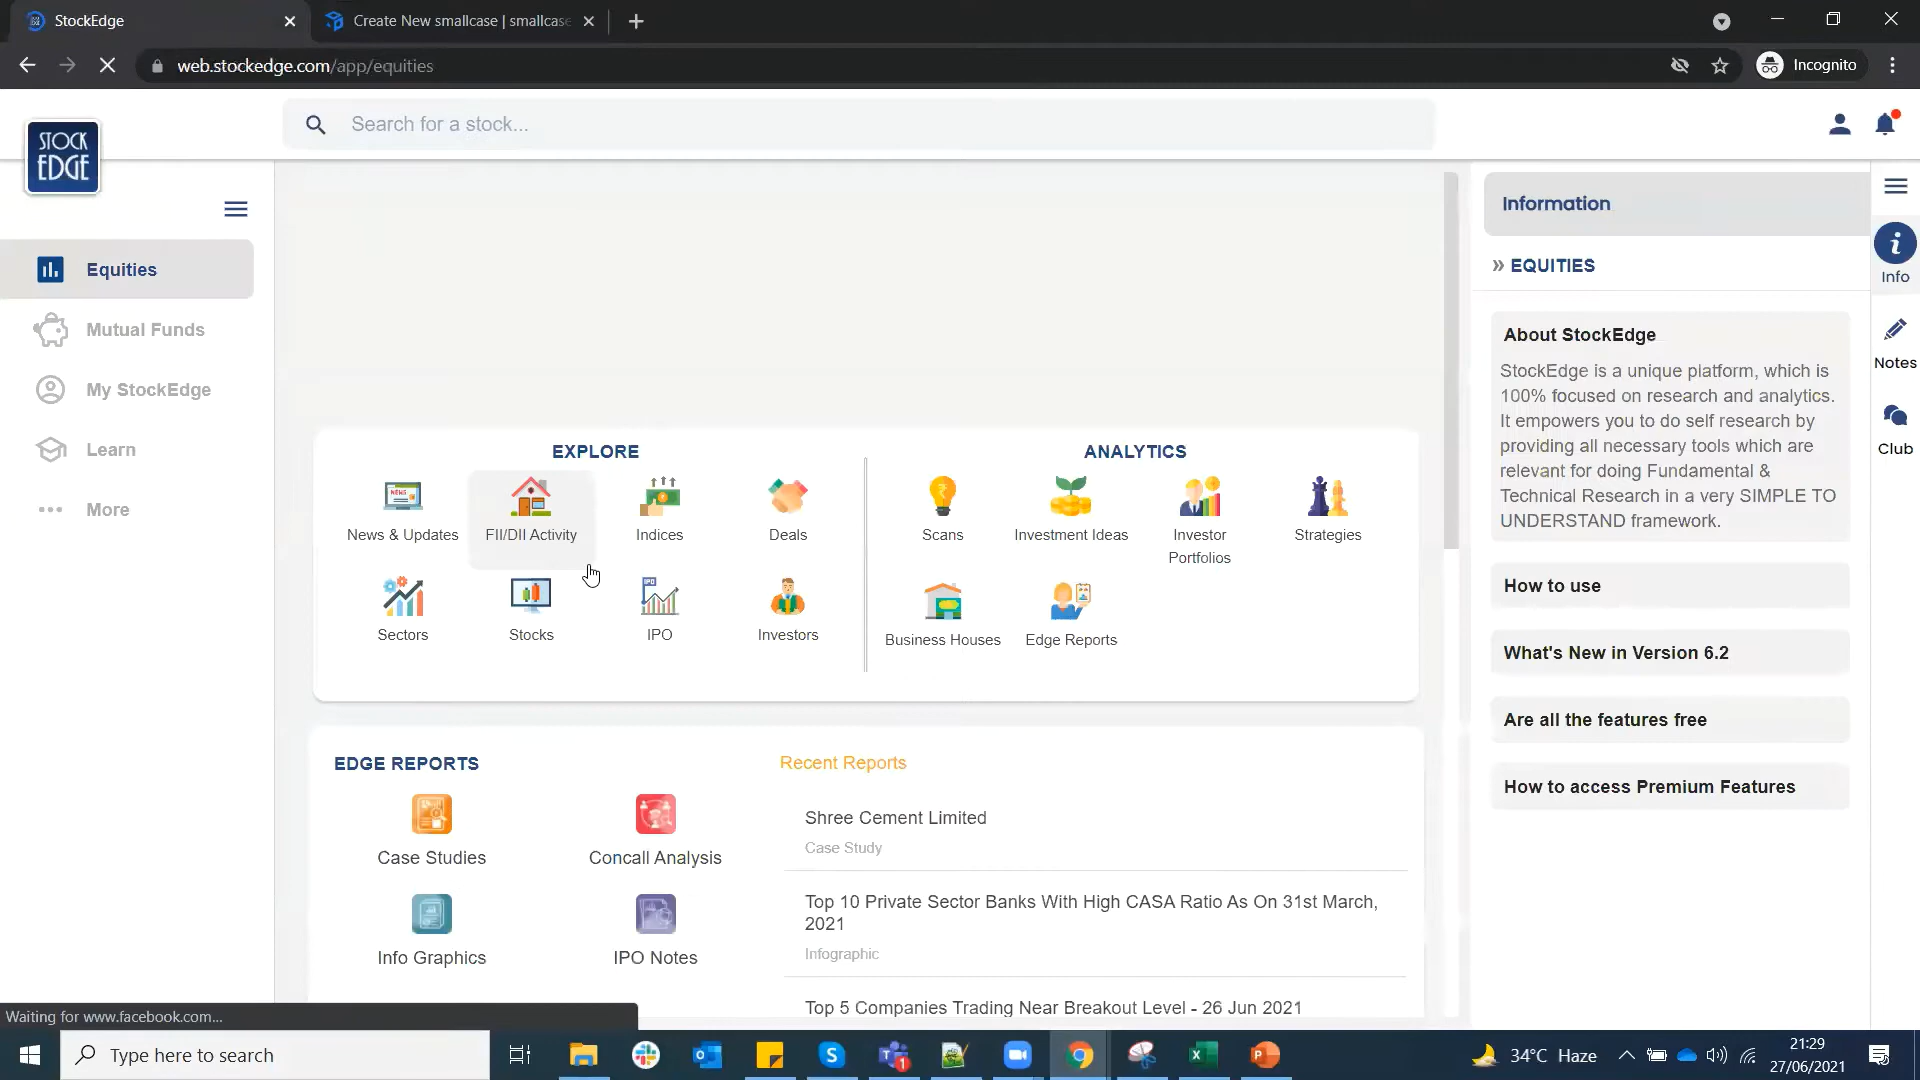 StockEdge
Create New smallcase | smallcase
web.stockedge.com/app/equities
Incognito
STOCK
EDGE
Search for a stock...
Equities
Mutual Funds
My StockEdge
Learn
More
EXPLORE
News & Updates
FII/DII Activity
Indices
Deals
Sectors
Stocks
IPO
Investors
ANALYTICS
Scans
Investment Ideas
Investor
Portfolios
Strategies
Business Houses
Edge Reports
EDGE REPORTS
Case Studies
Concall Analysis
Info Graphics
IPO Notes
Recent Reports
Shree Cement Limited
Case Study
Top 10 Private Sector Banks With High CASA Ratio As On 31st March,
2021
Infographic
Top 5 Companies Trading Near Breakout Level - 26 Jun 2021
Information
» EQUITIES
About StockEdge
StockEdge is a unique platform, which is
100% focused on research and analytics.
It empowers you to do self research by
providing all necessary tools which are
relevant for doing Fundamental &
Technical Research in a very SIMPLE TO
UNDERSTAND framework.
How to use
What's New in Version 6.2
Are all the features free
How to access Premium Features
Info
Notes
Club
Waiting for www.facebook.com...
Type here to search
34°C Haze
21:29
27/06/2021